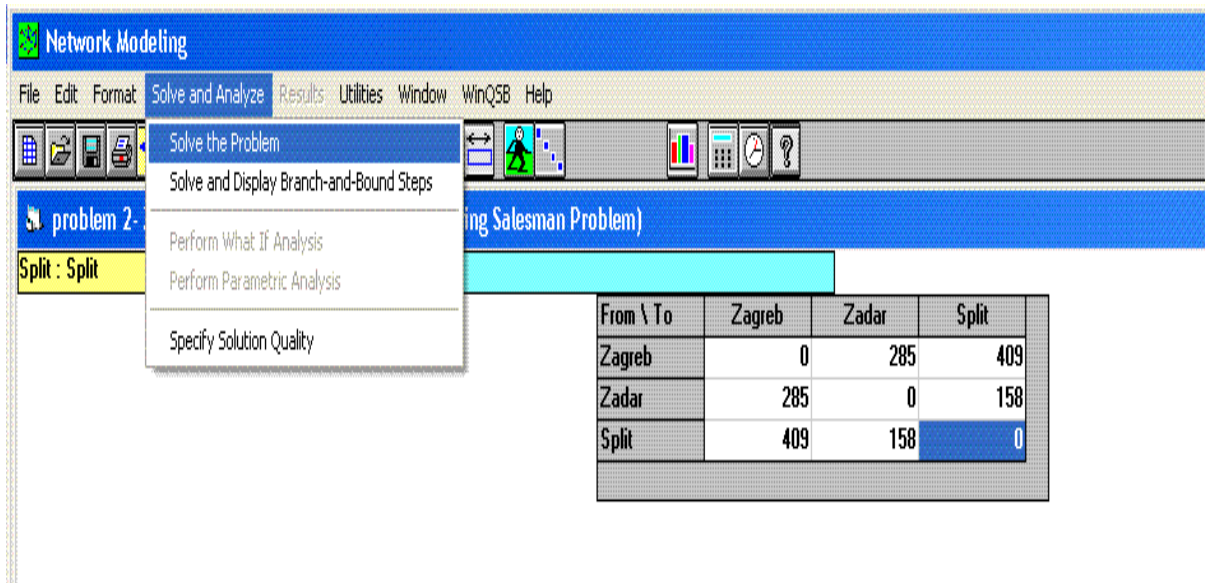 Network Modeling
File Edit Format Solve and Analyze Results Utilities Window WinQSB Help
Solve the Problem
Solve and Display Branch-and-Bound Steps
Perform What If Analysis
Perform Parametric Analysis
Specify Solution Quality
problem 2- ing Salesman Problem)
Split : Split
From \ To Zagreb Zadar Split
Zagreb 0 285 409
Zadar 285 0 158
Split 409 158 0